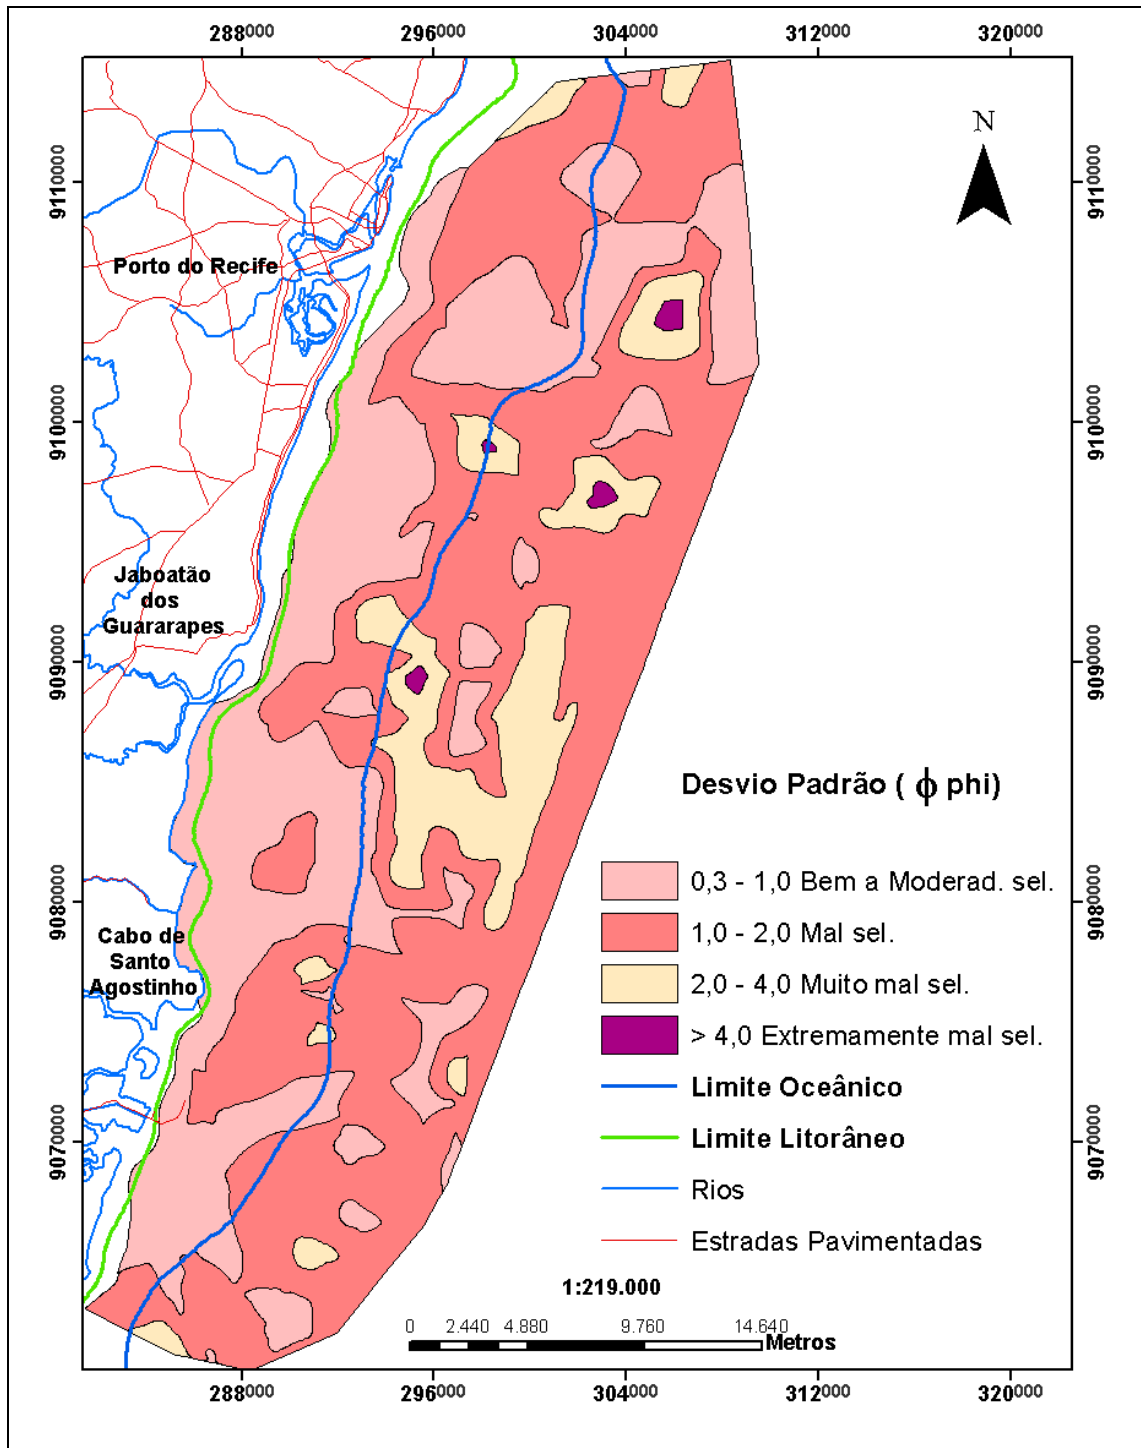 288000 296000 304000 312000 320000
N
9110000 9110000
Porto do Recife
9100000 9100000
Jaboatão
dos
Guararapes
9090000 9090000
Desvio Padrão ( ϕ phi)
0,3 - 1,0 Bem a Moderad. sel.
9080000 9080000
1,0 - 2,0 Mal sel.
Cabo de
Santo
Agostinho
2,0 - 4,0 Muito mal sel.
> 4,0 Extremamente mal sel.
Limite Oceânico
Limite Litorâneo
9070000 9070000
Rios
Estradas Pavimentadas
1:219.000
0 2.440 4.880 9.760 14.640
Metros
288000 296000 304000 312000 320000